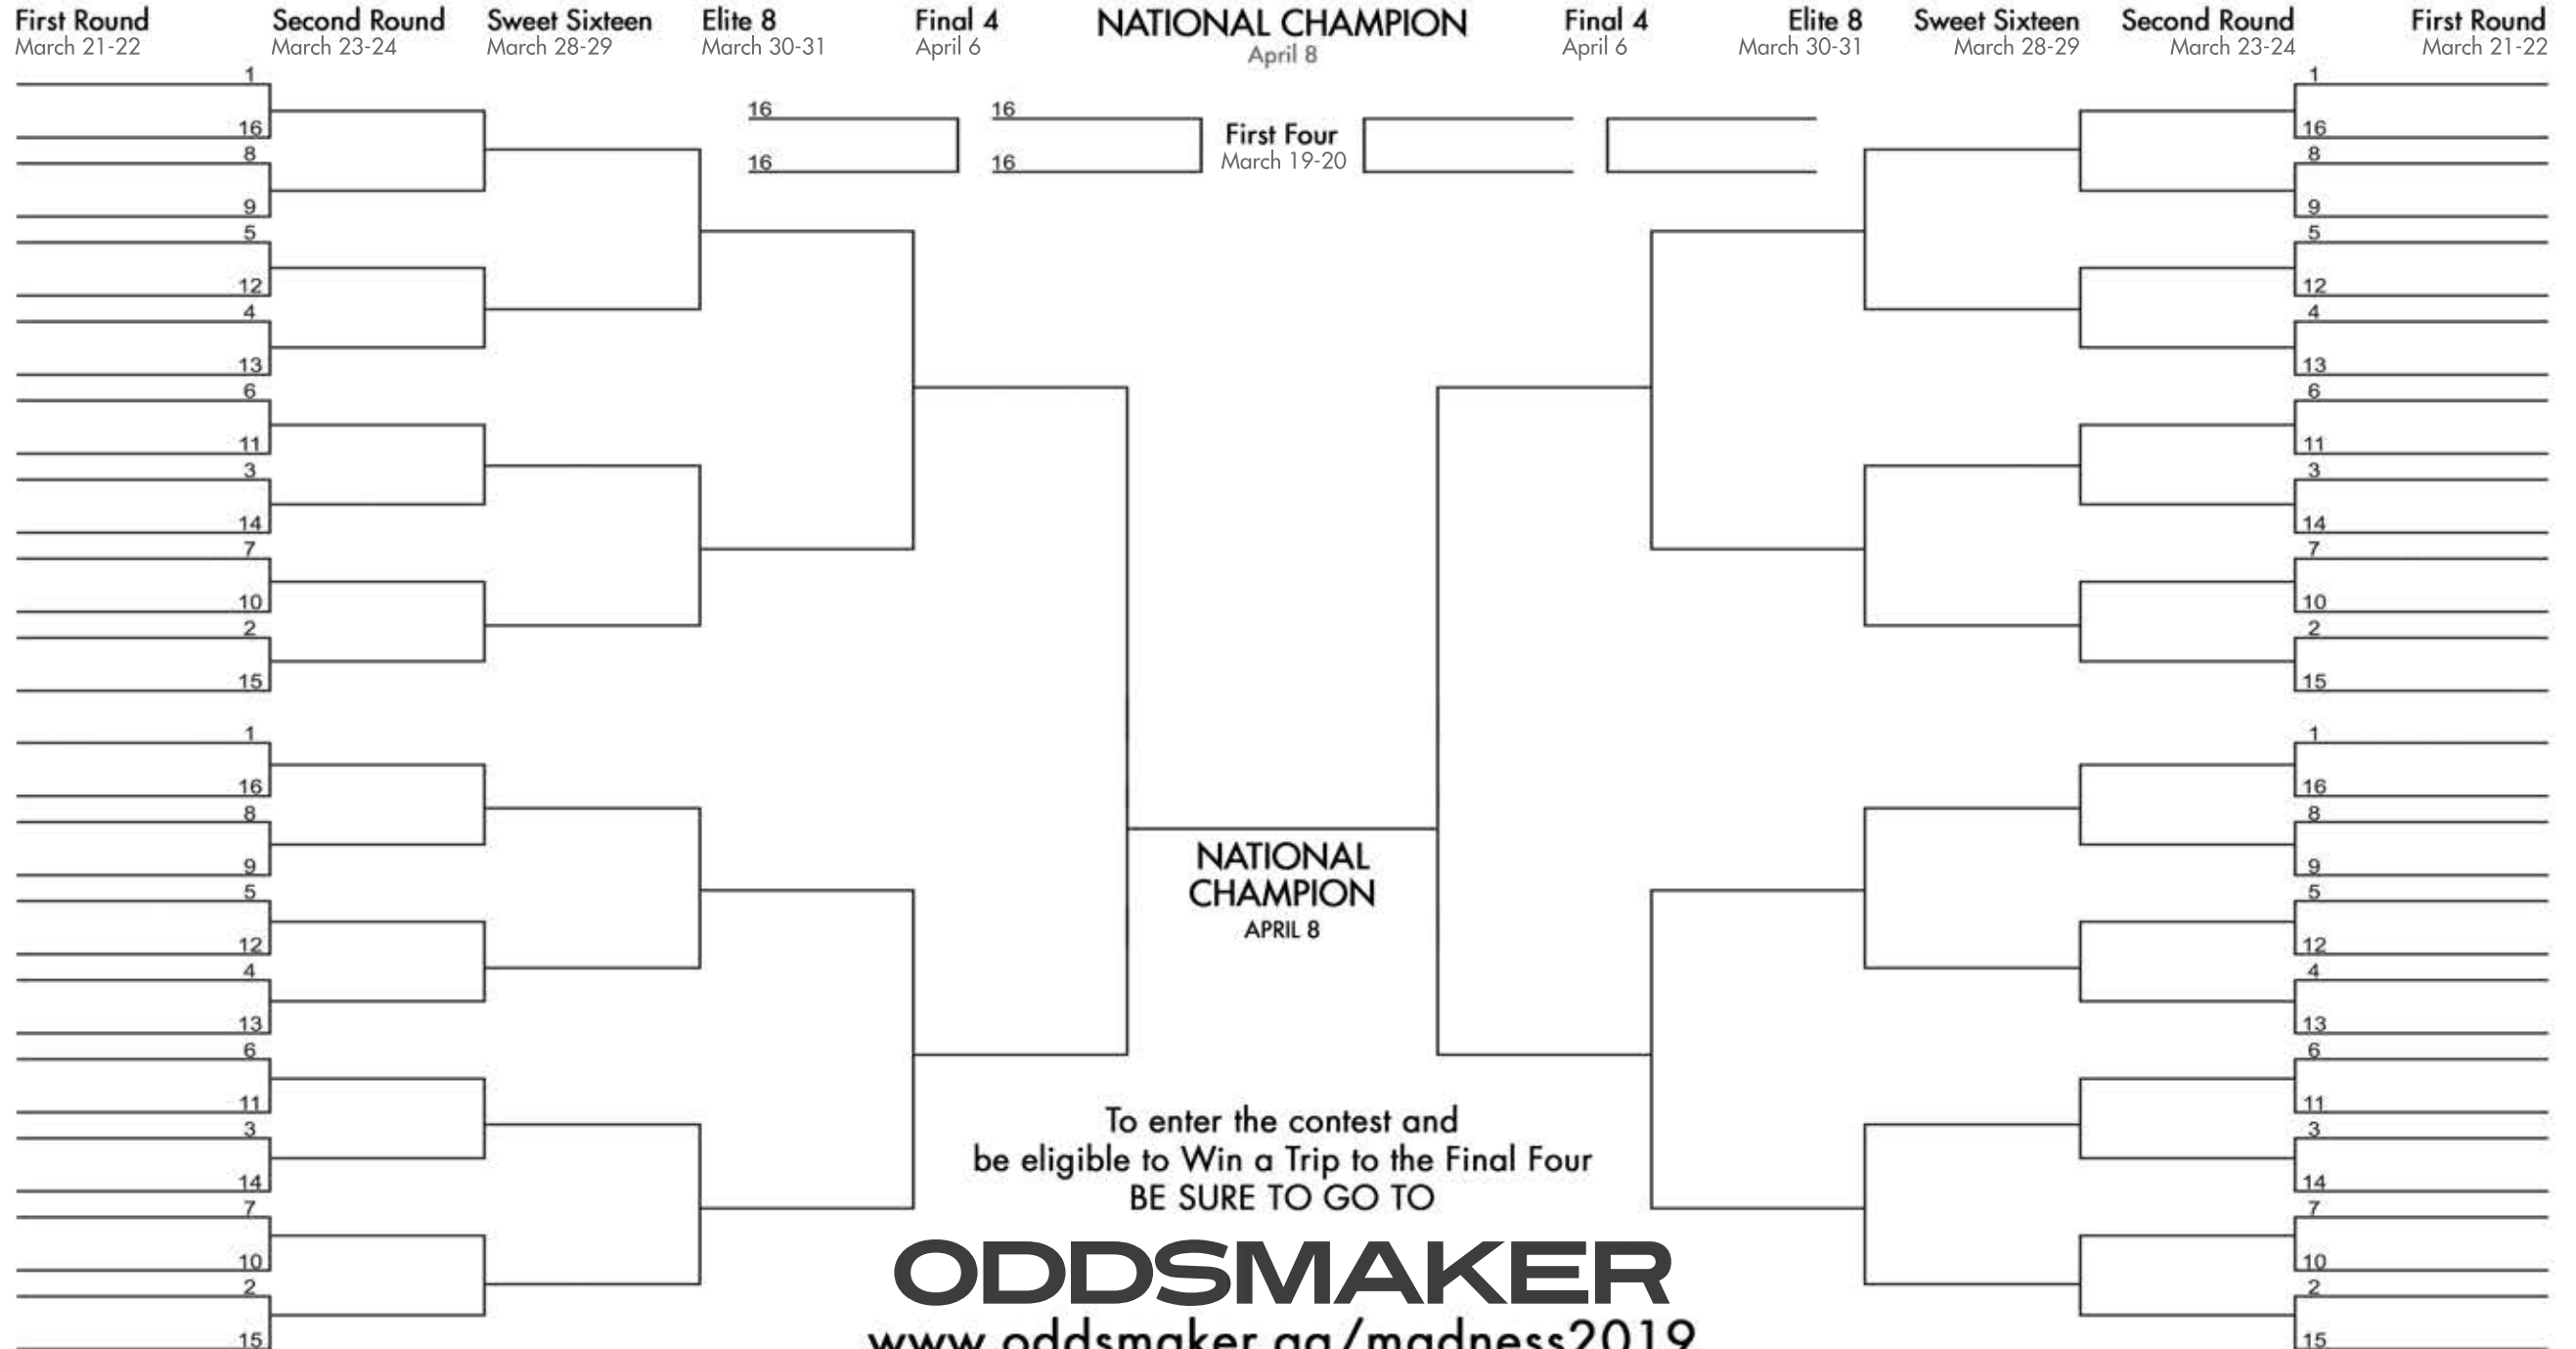 First Round Second Round Sweet Sixteen Elite 8 Final 4 NATIONAL CHAMPION Final 4 Elite 8 Sweet Sixteen Second Round First Round
March 21-22 March 23-24 March 28-29 March 30-31 April 6 April 8 April 6 March 30-31 March 28-29 March 23-24 March 21-22
1 1
16 16 First Four
16 16 March 19-20
16 16
8 8
9 9
5 5
12 12
4 4
13 13
6 6
11 11
3 3
14 14
7 7
10 10
2 2
15 15
1 1
16 16
8 8
NATIONAL
9 9
CHAMPION
5 5
APRIL 8
12 12
4 4
13 13
6 6
11 11
To enter the contest and
3 3
be eligible to Win a Trip to the Final Four
14 14
BE SURE TO GO TO
7 7
10 10
ODDSMAKER
2 2
15 15
www.oddsmaker.ag/madness2019